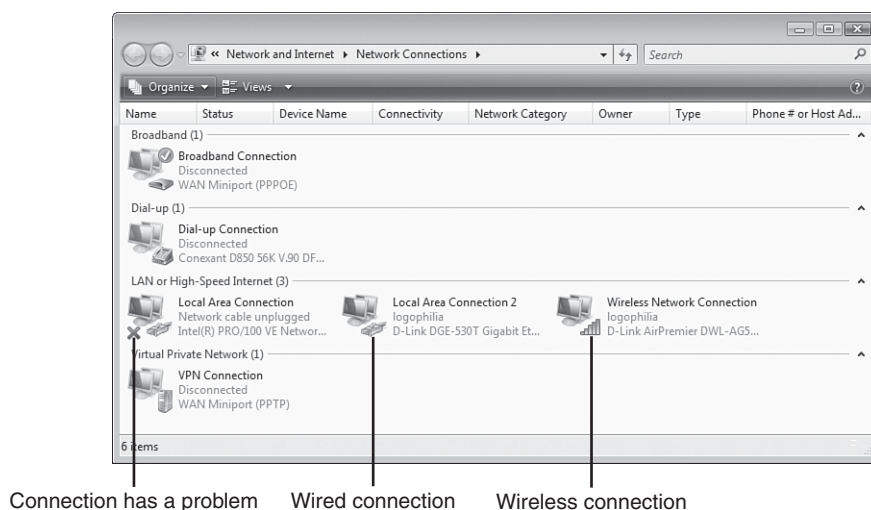 « Network and Internet ▸ Network Connections ▸ Search
Organize Views
Name Status Device Name Connectivity Network Category Owner Type Phone # or Host Ad...
Broadband (1)
Broadband Connection
Disconnected
WAN Miniport (PPPOE)
Dial-up (1)
Dial-up Connection
Disconnected
Conexant D850 56K V.90 DF...
LAN or High-Speed Internet (3)
Local Area Connection
Network cable unplugged
Intel(R) PRO/100 VE Networ...
Local Area Connection 2
logophilia
D-Link DGE-530T Gigabit Et...
Wireless Network Connection
logophilia
D-Link AirPremier DWL-AG5...
Virtual Private Network (1)
VPN Connection
Disconnected
WAN Miniport (PPTP)
6 items
Connection has a problem Wired connection Wireless connection